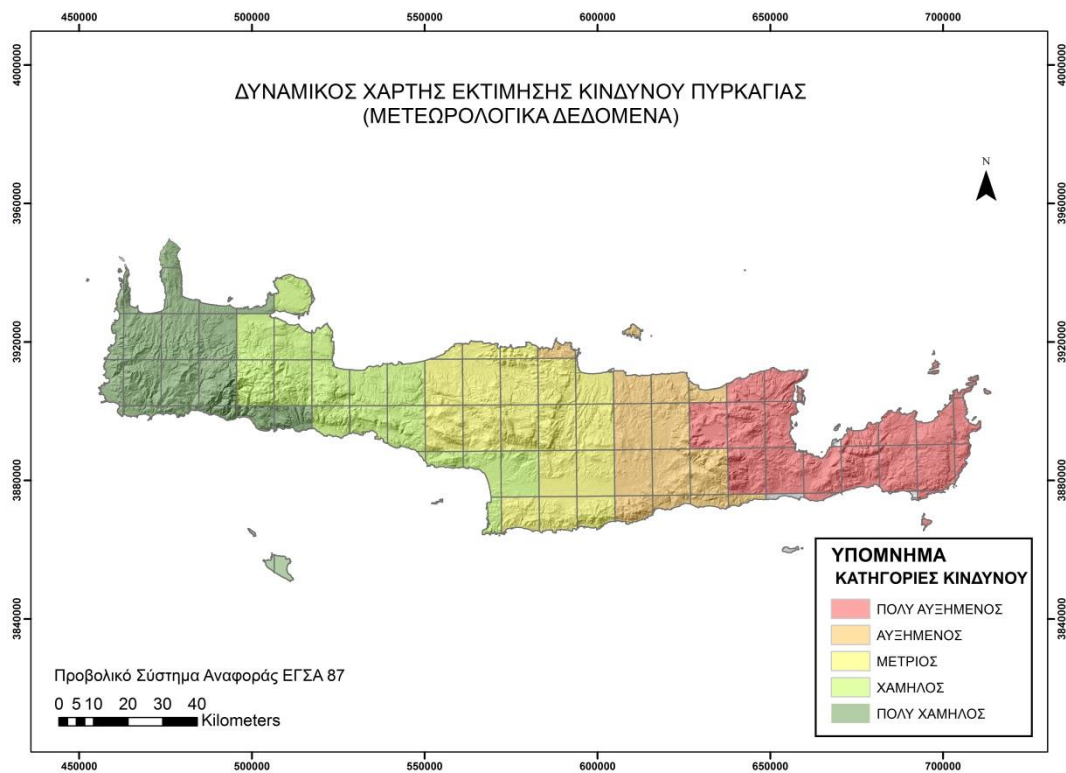 450000 500000 550000 600000 650000 700000
4000000 4000000
ΔΥΝΑΜΙΚΟΣ ΧΑΡΤΗΣ ΕΚΤΙΜΗΣΗΣ ΚΙΝΔΥΝΟΥ ΠΥΡΚΑΓΙΑΣ
(ΜΕΤΕΩΡΟΛΟΓΙΚΑ ΔΕΔΟΜΕΝΑ)
N
3960000 3960000
3920000 3920000
3880000 3880000
ΥΠΟΜΝΗΜΑ
ΚΑΤΗΓΟΡΙΕΣ ΚΙΝΔΥΝΟΥ
ΠΟΛΥ ΑΥΞΗΜΕΝΟΣ
ΑΥΞΗΜΕΝΟΣ
ΜΕΤΡΙΟΣ
ΧΑΜΗΛΟΣ
ΠΟΛΥ ΧΑΜΗΛΟΣ
3840000 3840000
Προβολικό Σύστημα Αναφοράς ΕΓΣΑ 87
0 5 10 20 30 40
Kilometers
450000 500000 550000 600000 650000 700000